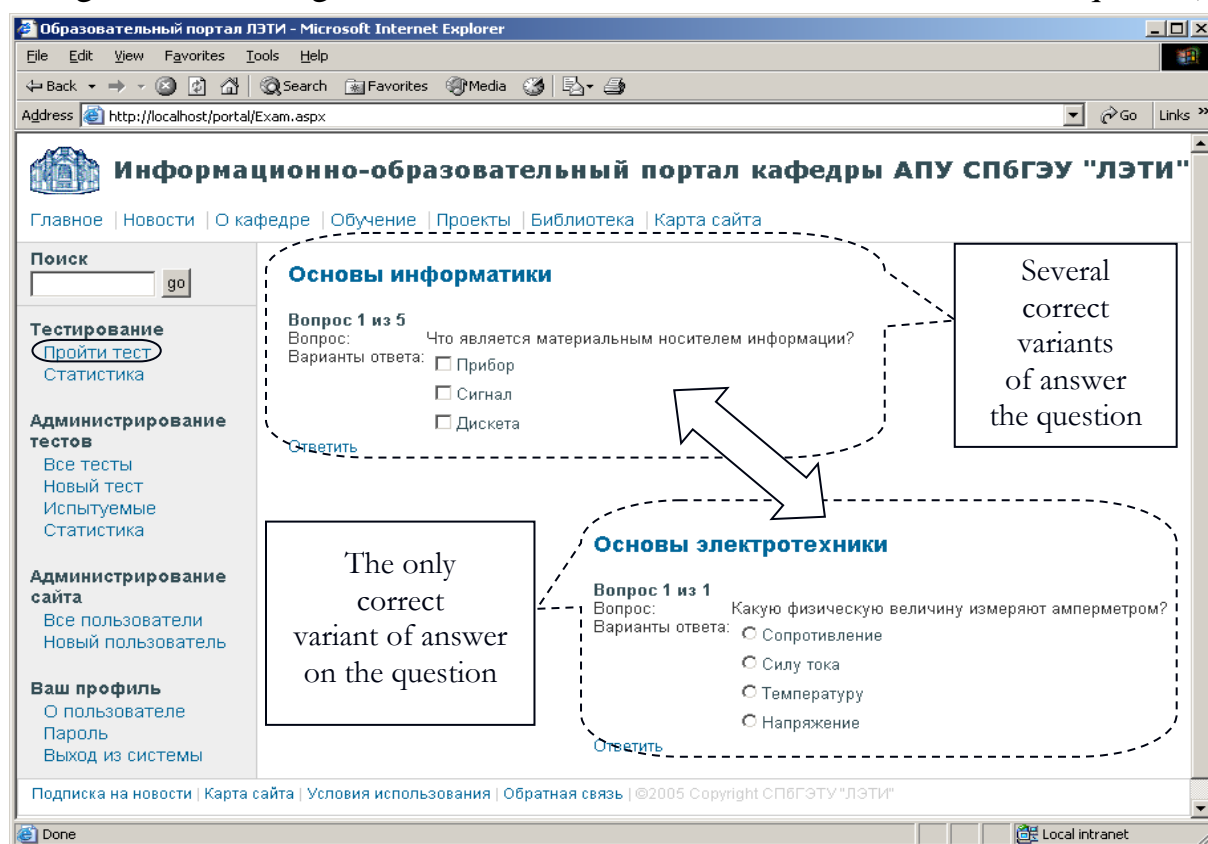 Образовательный портал ЛЭТИ - Microsoft Internet Explorer
File Edit View Favorites Tools Help
Back Search Favorites Media
Address http://localhost/portal/Exam.aspx Go Links »
Информационно-образовательный портал кафедры АПУ СПбГЭУ "ЛЭТИ"
Главное | Новости | О кафедре | Обучение | Проекты | Библиотека | Карта сайта
Поиск
go
Тестирование
Пройти тест
Статистика
Администрирование
тестов
Все тесты
Новый тест
Испытуемые
Статистика
Администрирование
сайта
Все пользователи
Новый пользователь
Ваш профиль
О пользователе
Пароль
Выход из системы
Основы информатики
Вопрос 1 из 5
Вопрос: Что является материальным носителем информации?
Варианты ответа: Прибор
Сигнал
Дискета
Ответить
Several
correct
variants
of answer
the question
The only
correct
variant of answer
on the question
Основы электротехники
Вопрос 1 из 1
Вопрос: Какую физическую величину измеряют амперметром?
Варианты ответа: Сопротивление
Силу тока
Температуру
Напряжение
Ответить
Подписка на новости | Карта сайта | Условия использования | Обратная связь | ©2005 Copyright СПбГЭТУ "ЛЭТИ"
Done Local intranet